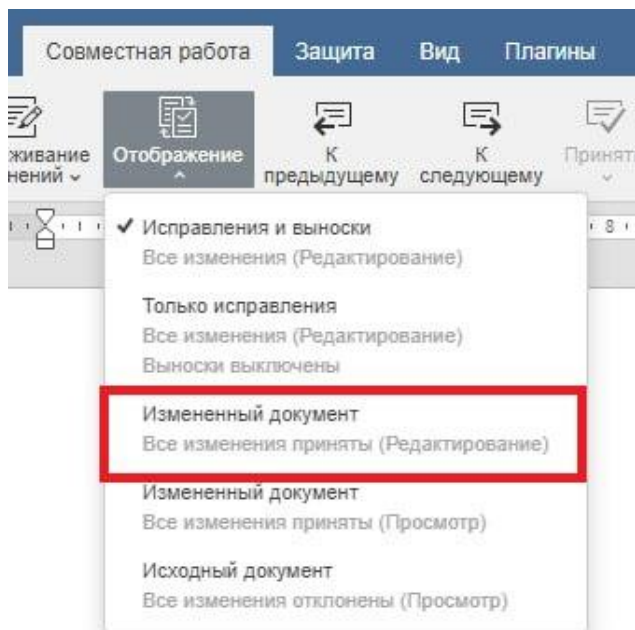 Совместная работа Защита Вид Плагины
живание Отображение К К Принят
нений предыдущему следующему
8
Исправления и выноски
Все изменения (Редактирование)
Только исправления
Все изменения (Редактирование)
Выноски выключены
Измененный документ
Все изменения приняты (Редактирование)
Измененный документ
Все изменения приняты (Просмотр)
Исходный документ
Все изменения отклонены (Просмотр)